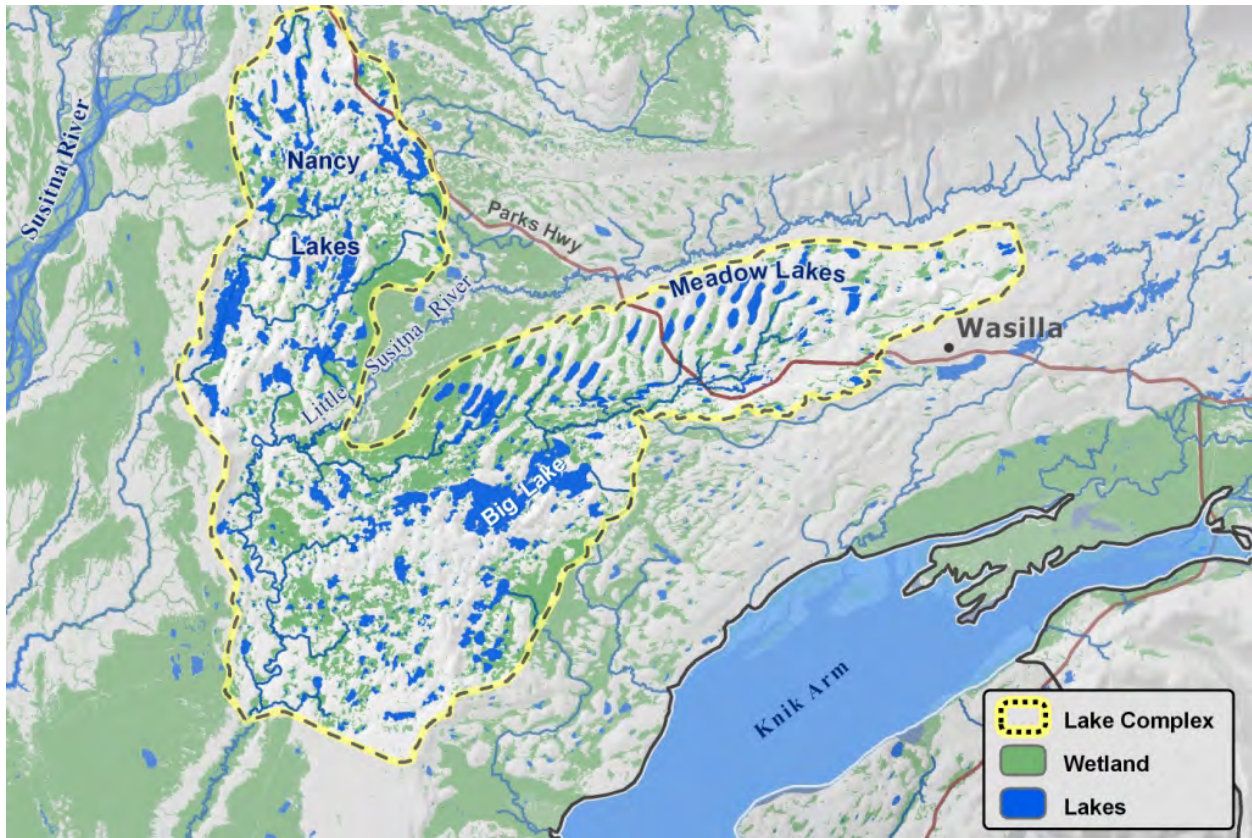 Susitna River
Nancy
Lakes
Parks Hwy
Meadow Lakes
Wasilla
Little Susitna River
Big Lake
Knik Arm
Lake Complex
Wetland
Lakes